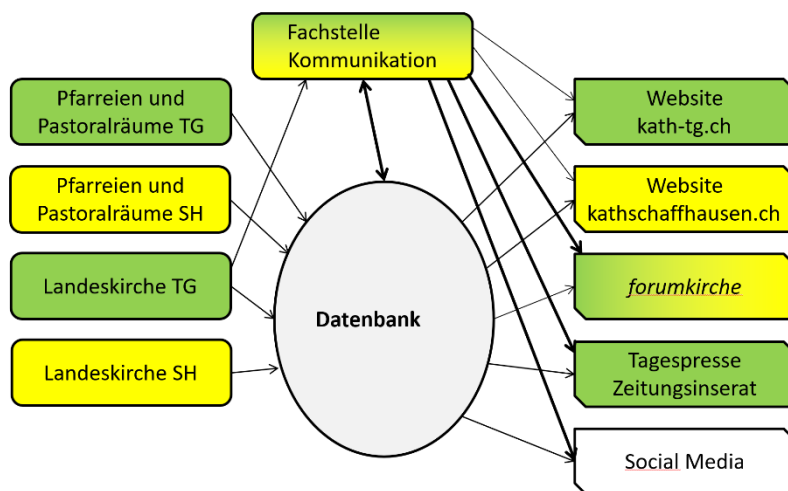 Fachstelle
Kommunikation
Pfarreien und
Pastoralräume TG
Pfarreien und
Pastoralräume SH
Landeskirche TG
Landeskirche SH
Datenbank
Website
kath-tg.ch
Website
kathschaffhausen.ch
forumkirche
Tagespresse
Zeitungsinserat
Social Media